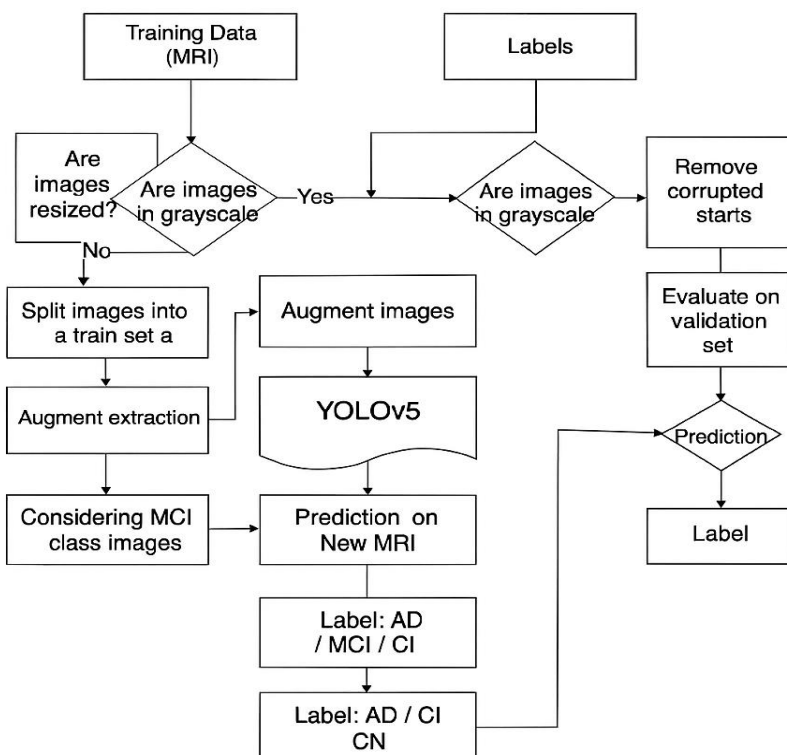 Training Data
(MRI)
Labels
Are
images
resized?
Are images
in grayscale
Yes
Are images
in grayscale
Remove
corrupted
starts
No
Split images into
a train set a
Augment images
Evaluate on
validation
set
Augment extraction
YOLOv5
Prediction
Considering MCI
class images
Prediction on
New MRI
Label
Label: AD
/ MCI / CI
Label: AD / CI
CN